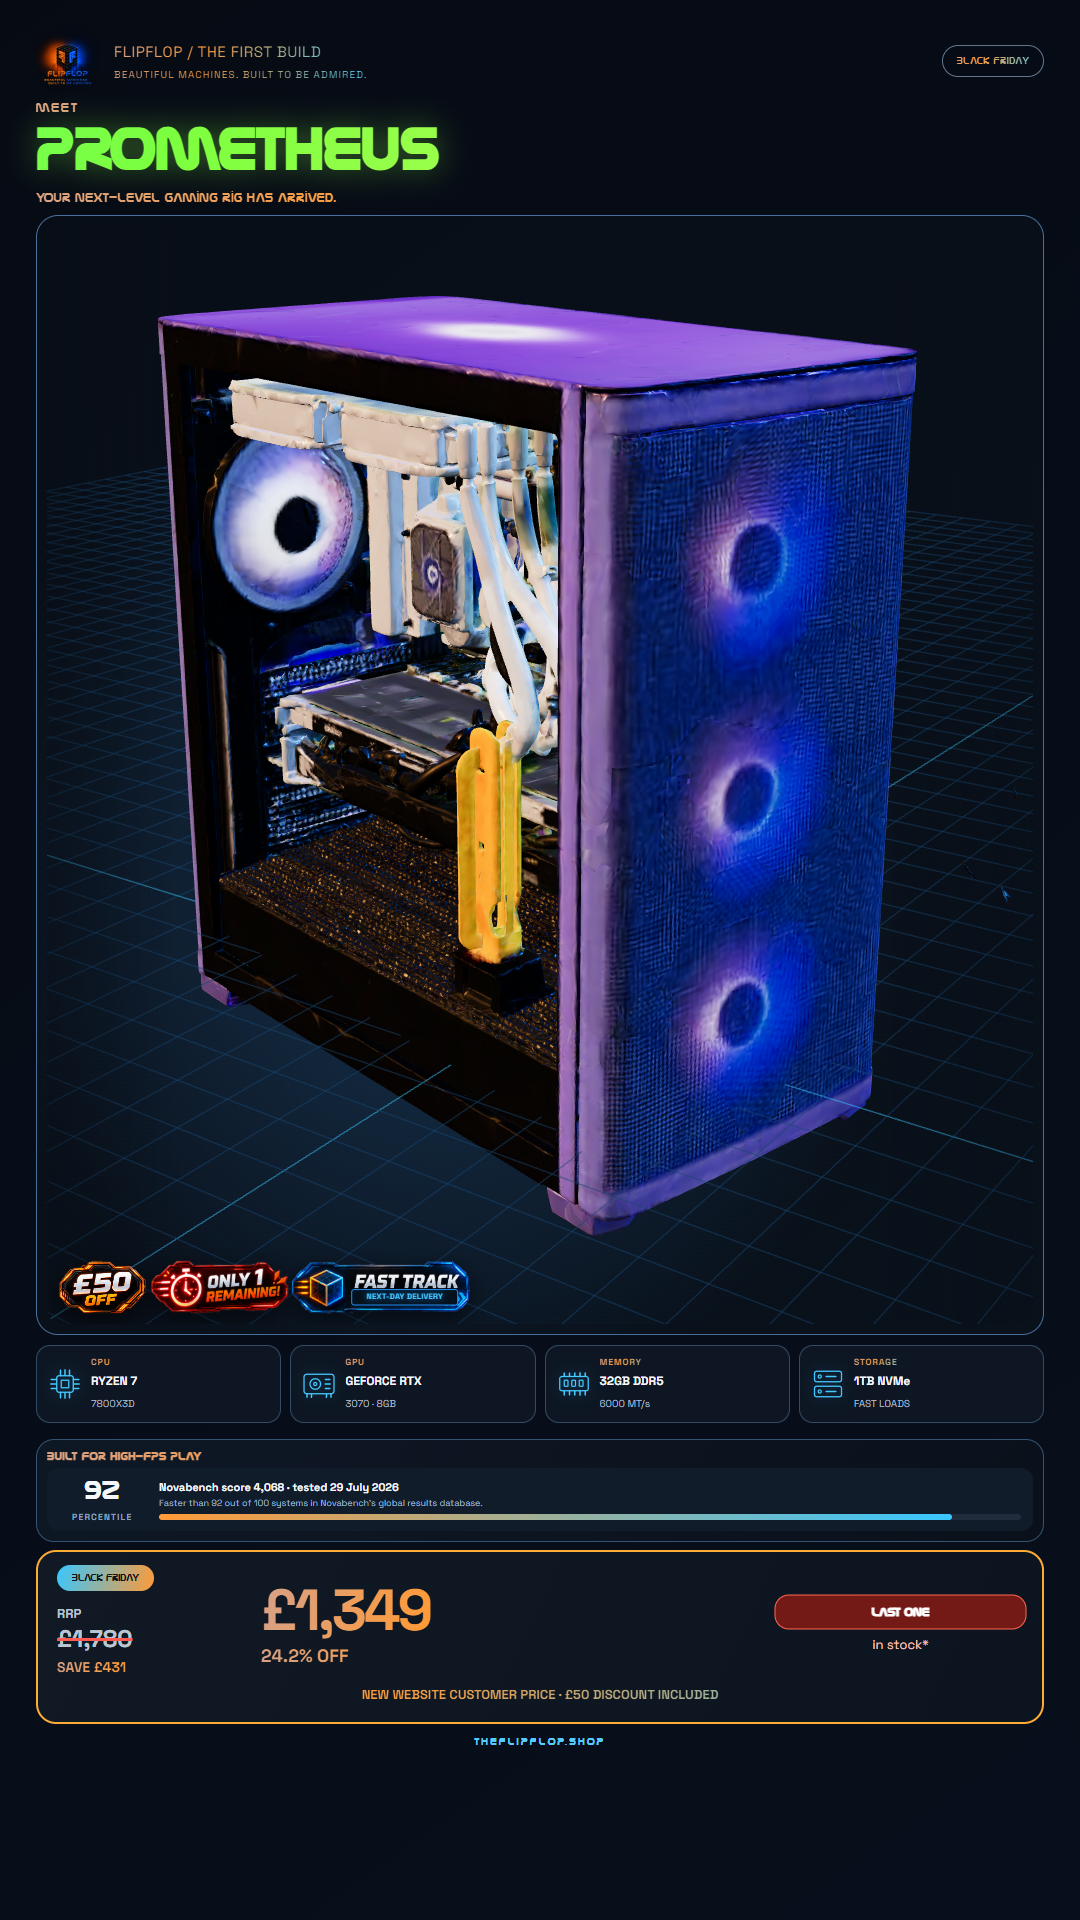 FLIPFLOP
FLIPFLOP / THE FIRST BUILD
BEAUTIFUL MACHINES. BUILT TO BE ADMIRED.
BLACK FRIDAY
MEET
PROMETHEUS
YOUR NEXT-LEVEL GAMING RIG HAS ARRIVED.
£50
OFF
ONLY 1
REMAINING!
FAST TRACK
NEXT-DAY DELIVERY
CPU
RYZEN 7
7800X3D
GPU
GEFORCE RTX
3070 · 8GB
MEMORY
32GB DDR5
6000 MT/s
STORAGE
1TB NVMe
FAST LOADS
BUILT FOR HIGH-FPS PLAY
92
PERCENTILE
Novabench score 4,068 · tested 29 July 2026
Faster than 92 out of 100 systems in Novabench's global results database.
BLACK FRIDAY
RRP
£1,780
SAVE £431
£1,349
24.2% OFF
LAST ONE
in stock*
NEW WEBSITE CUSTOMER PRICE · £50 DISCOUNT INCLUDED
THEFLIPFLOP.SHOP